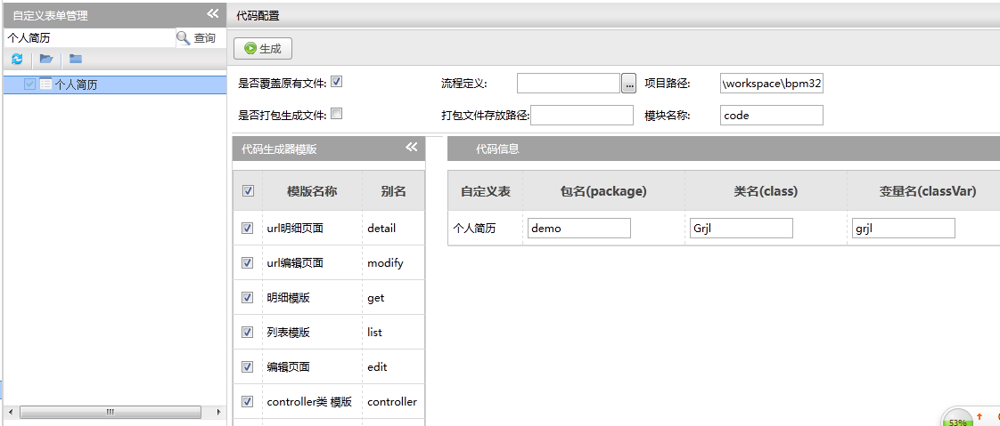 自定义表单管理
代码配置
个人简历
查询
生成
个人简历
是否覆盖原有文件:
流程定义:
...
项目路径:
\workspace\bpm32
是否打包生成文件:
打包文件存放路径:
模块名称:
code
代码生成器模版
代码信息
模版名称 别名
自定义表 包名(package) 类名(class) 变量名(classVar)
url明细页面 detail
个人简历 demo Grjl grjl
url编辑页面 modify
明细模版 get
列表模版 list
编辑页面 edit
controller类 模版 controller
53%